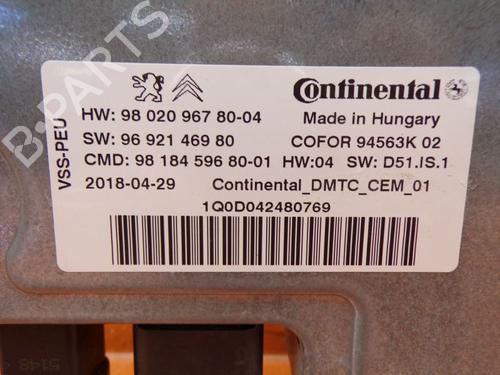 Continental
HW: 98 020 967 80-04
Made in Hungary
SW: 96 921 469 80
COFOR 94563K 02
CMD: 98 184 596 80-01 HW:04 SW: D51.IS.1
2018-04-29 Continental_DMTC_CEM_01
1Q0D042480769
VSS-PEU
B-PARTS
5148